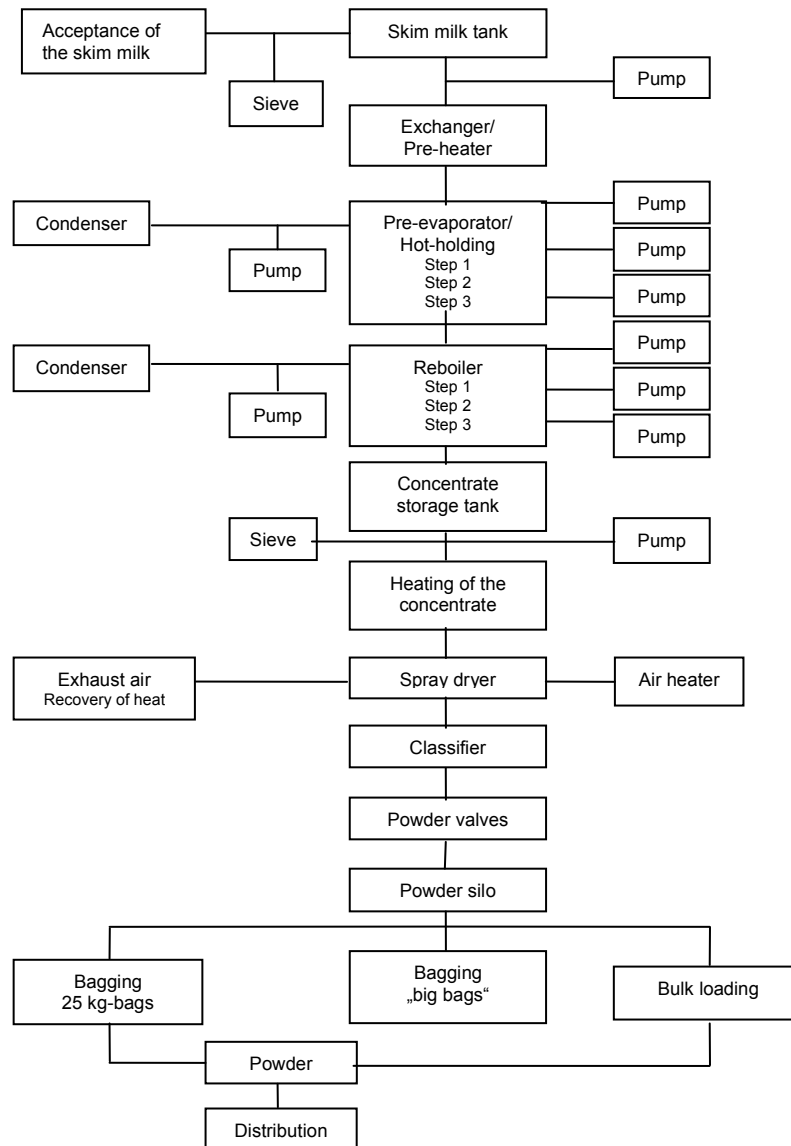 Acceptance of
the skim milk
Skim milk tank
Sieve
Pump
Exchanger/
Pre-heater
Condenser
Pre-evaporator/
Hot-holding
Step 1
Step 2
Step 3
Pump
Pump
Pump
Pump
Condenser
Reboiler
Step 1
Step 2
Step 3
Pump
Pump
Pump
Pump
Concentrate
storage tank
Sieve
Pump
Heating of the
concentrate
Exhaust air
Recovery of heat
Spray dryer
Air heater
Classifier
Powder valves
Powder silo
Bagging
25 kg-bags
Bagging
„big bags“
Bulk loading
Powder
Distribution